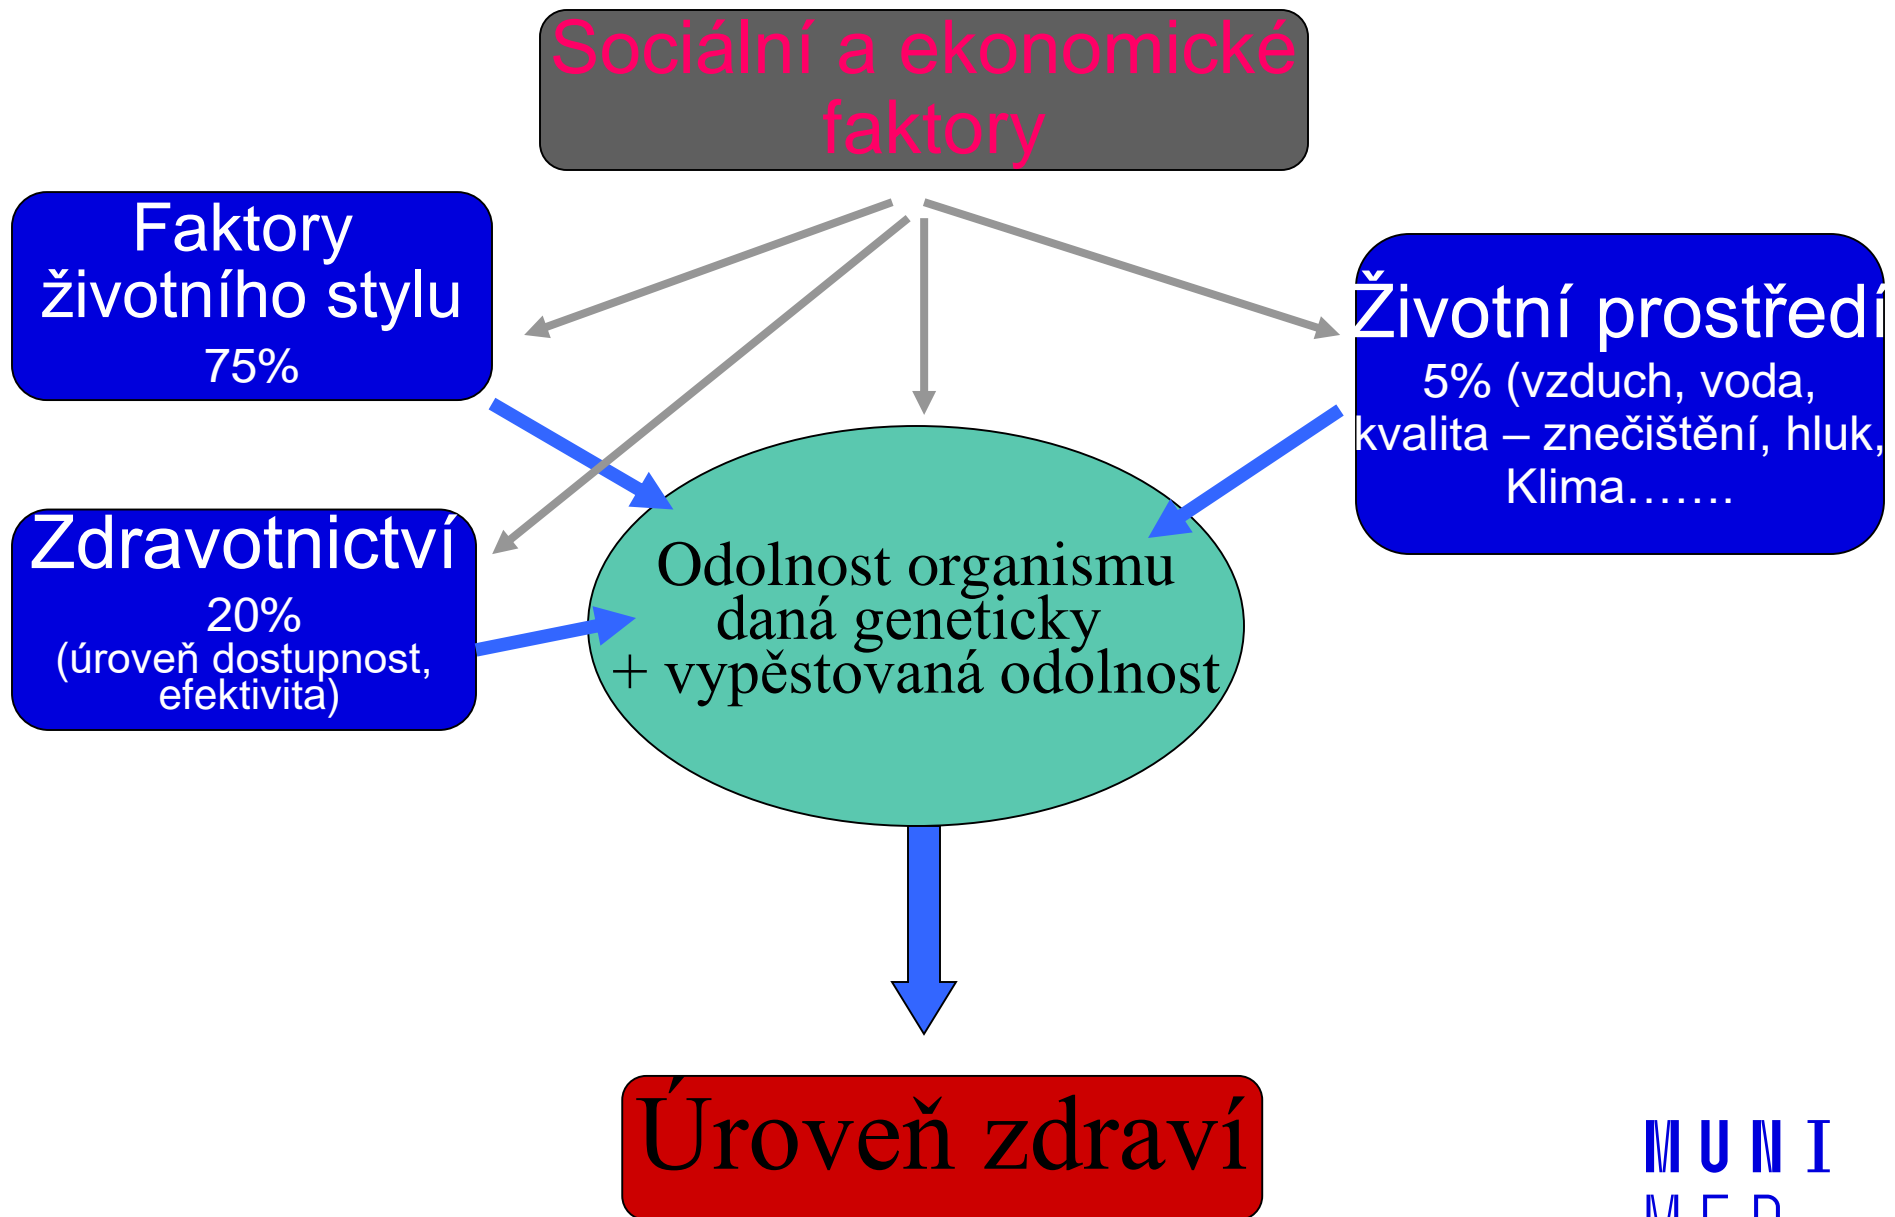 Sociální a ekonomické
faktory
Faktory
životního stylu
75%
Životní prostředí
5% (vzduch, voda,
kvalita – znečištění, hluk,
Klima…….
Zdravotnictví
20%
(úroveň dostupnost,
efektivita)
Odolnost organismu
daná geneticky
+ vypěstovaná odolnost
Úroveň zdraví
MUNI
MED